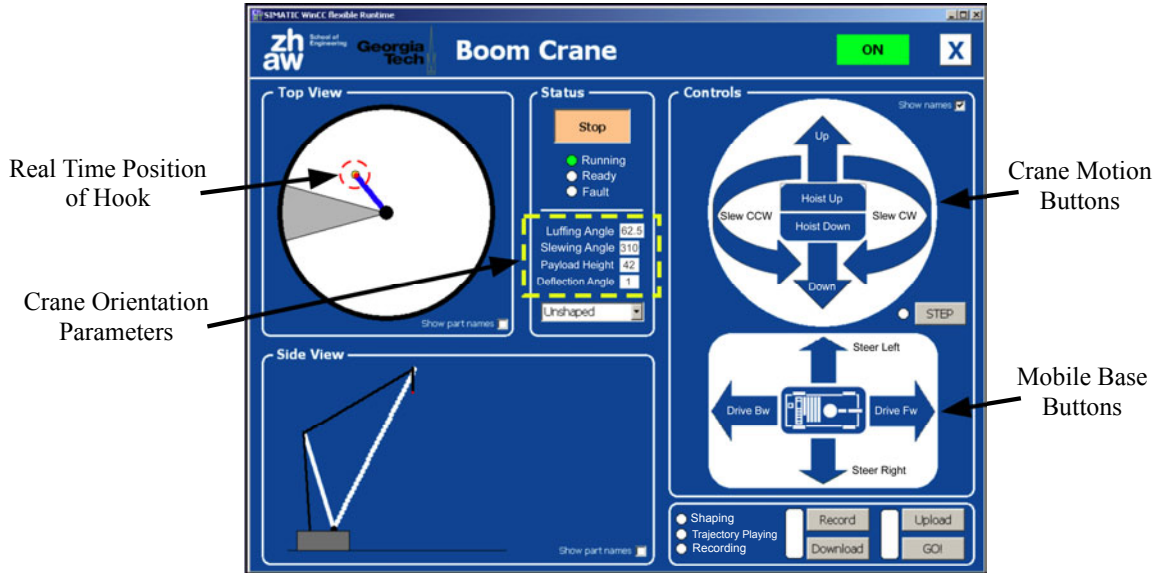 SIMATIC WinCC flexible Runtime
zh
aw
School of
Engineering
Georgia
Tech
Boom Crane
ON
X
Top View
Show part names
Status
Stop
Running
Ready
Fault
Luffing Angle 62.5
Slewing Angle 310
Payload Height 42
Deflection Angle 1
Unshaped
Controls
Show names
Up
Slew CCW
Hoist Up
Hoist Down
Slew CW
Down
STEP
Steer Left
Drive Bw
Drive Fw
Steer Right
Side View
Show part names
Shaping
Trajectory Playing
Recording
Record
Download
Upload
GO!
Real Time Position
of Hook
Crane Orientation
Parameters
Crane Motion
Buttons
Mobile Base
Buttons